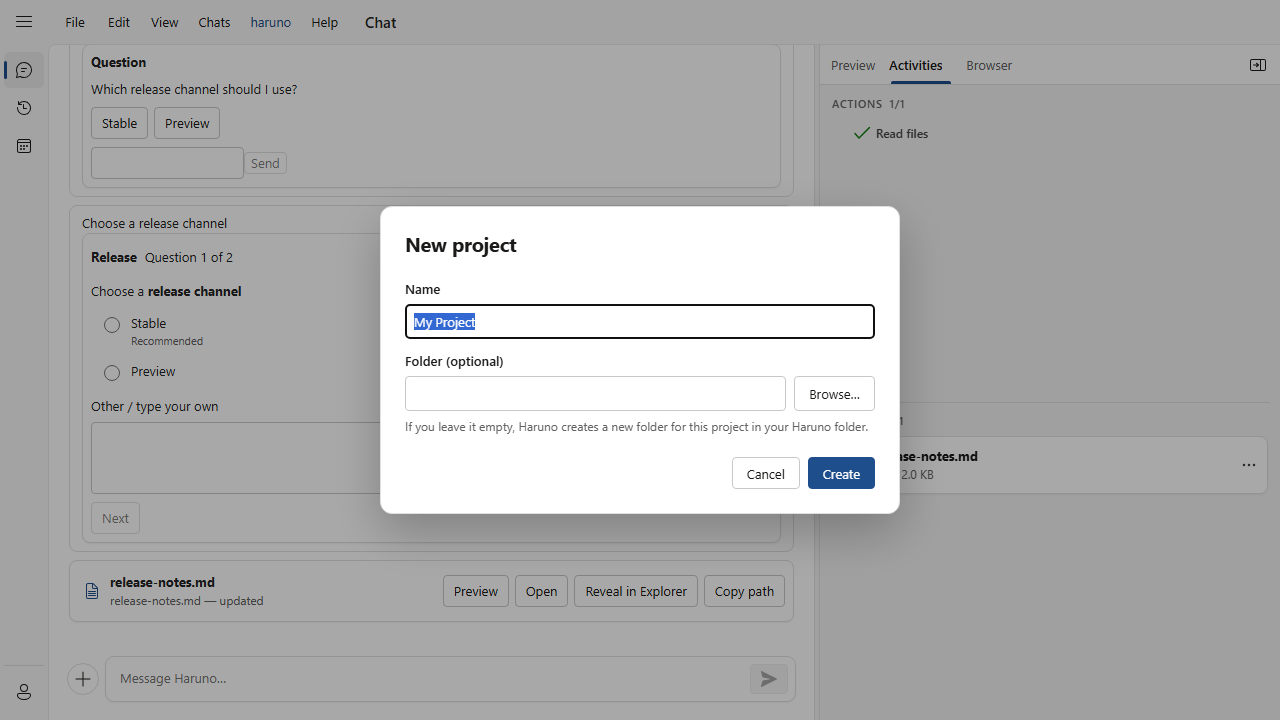 File Edit View Chats haruno Help Chat
Question
Which release channel should I use?
Stable Preview
Send
Choose a release channel
Release Question 1 of 2
Choose a release channel
Stable
Recommended
Preview
Other / type your own
Next
release-notes.md
release-notes.md — updated
Preview Open Reveal in Explorer Copy path
Message Haruno...
New project
Name
My Project
Folder (optional)
Browse...
If you leave it empty, Haruno creates a new folder for this project in your Haruno folder.
Cancel Create
Preview Activities Browser
ACTIONS 1/1
Read files
2.0 KB